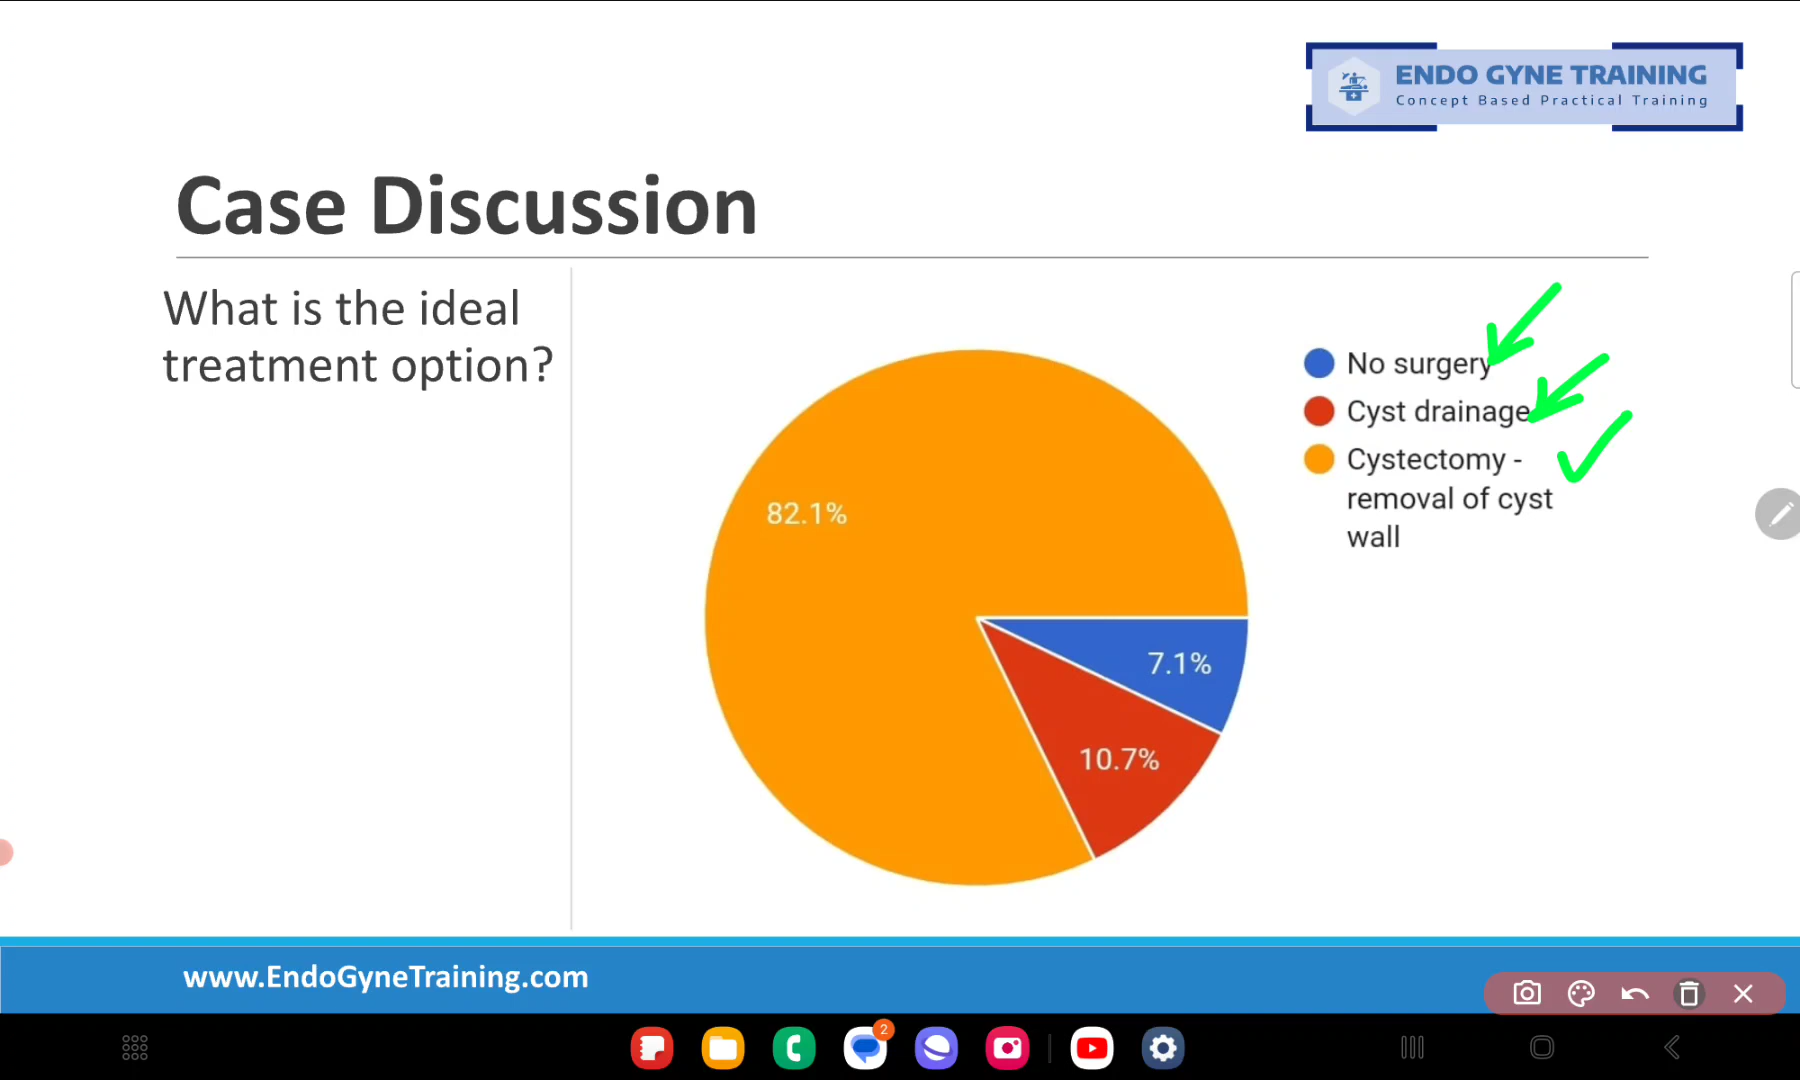 ENDO GYNE TRAINING
Concept Based Practical Training
Case Discussion
What is the ideal
treatment option?
No surgery
Cyst drainage
Cystectomy -
removal of cyst
wall
82.1%
7.1%
10.7%
www.EndoGyneTraining.com
2